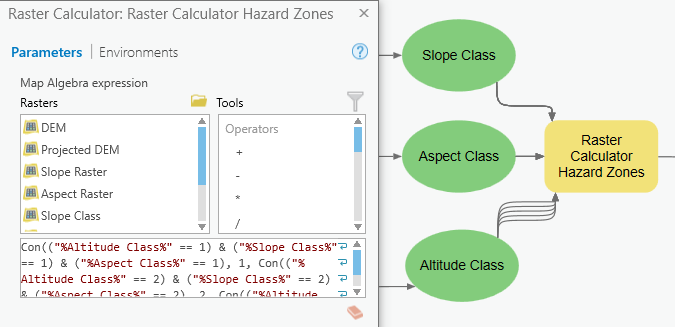 Raster Calculator: Raster Calculator Hazard Zones
Parameters Environments
Map Algebra expression
Rasters Tools
DEM
Projected DEM
Slope Raster
Aspect Raster
Slope Class
Operators
+
-
*
/
Con(("%Altitude Class%" == 1) & ("%Slope Class%"
== 1) & ("%Aspect Class%" == 1), 1, Con(("%
Altitude Class%" == 2) & ("%Slope Class%" == 2)
& ("%Aspect Class%" == 2), 2, Con(("%Altitude
Slope Class
Aspect Class
Raster
Calculator
Hazard Zones
Altitude Class